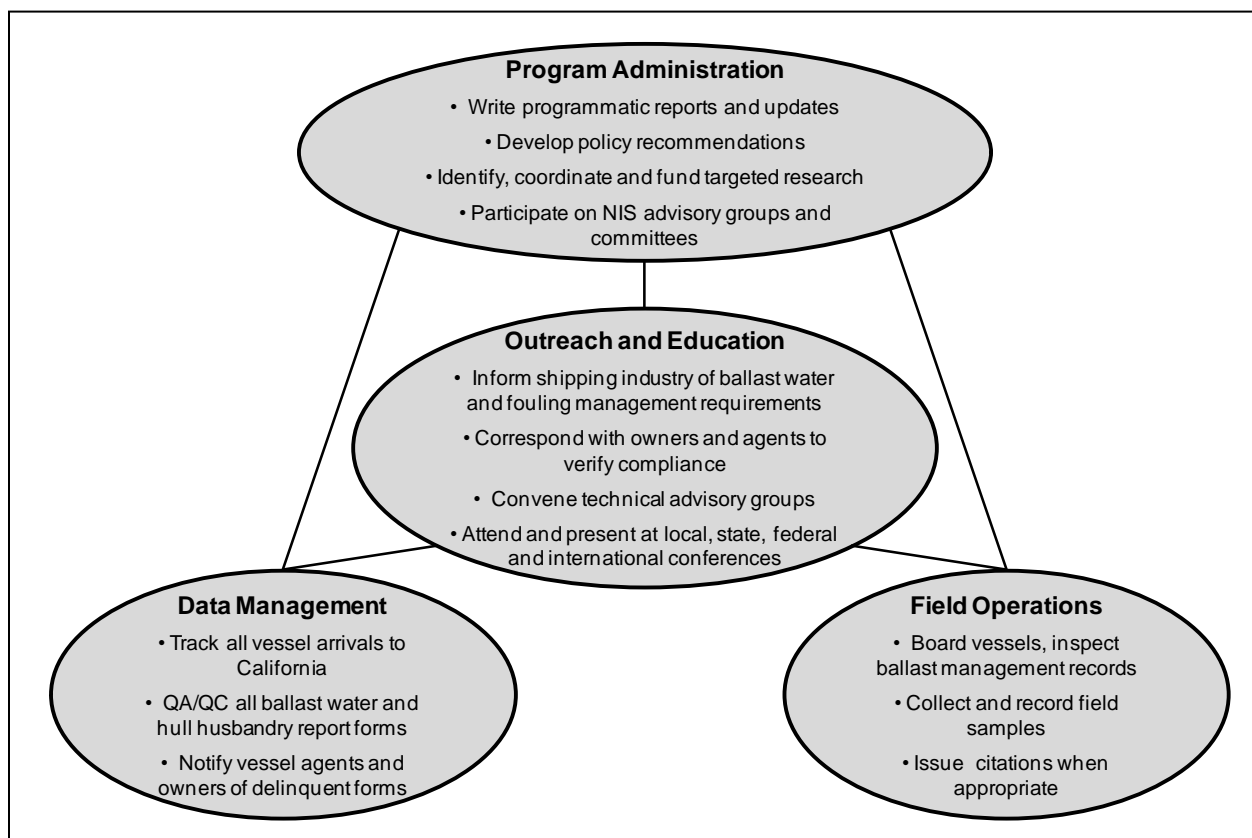 Program Administration
• Write programmatic reports and updates
• Develop policy recommendations
• Identify, coordinate and fund targeted research
• Participate on NIS advisory groups and
committees
Outreach and Education
• Inform shipping industry of ballast water
and fouling management requirements
• Correspond with owners and agents to
verify compliance
• Convene technical advisory groups
• Attend and present at local, state, federal
and international conferences
Data Management
• Track all vessel arrivals to
California
• QA/QC all ballast water and
hull husbandry report forms
• Notify vessel agents and
owners of delinquent forms
Field Operations
• Board vessels, inspect
ballast management records
• Collect and record field
samples
• Issue citations when
appropriate